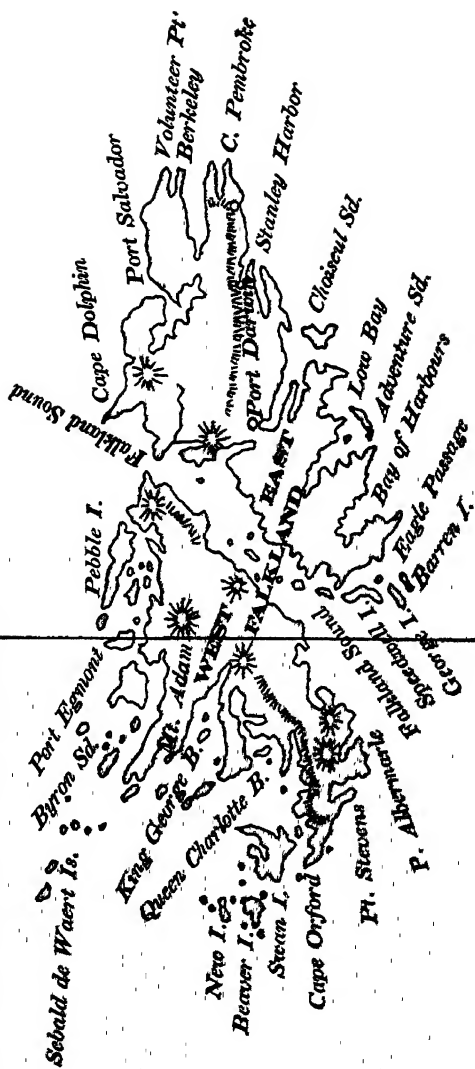 Falkland Sound
Cape Dolphin
Port Salvador
Volunteer Pt.
Berkeley
C. Pembroke
Stanley Harbor
Port Darwin
Choiseul Sd.
Low Bay
Adventure Sd.
Bay of Harbours
Eagle Passage
Barren I.
George I.
Speedwell I.
Falkland Sound
EAST
WEST
FALKLAND
Pebble I.
Port Egmont
Byron Sd.
Sebald de Waert Is.
Mt. Adam
King George B.
Queen Charlotte B.
New I.
Beaver I.
Swan I.
Cape Orford
Pt. Stevens
P. Albemarle